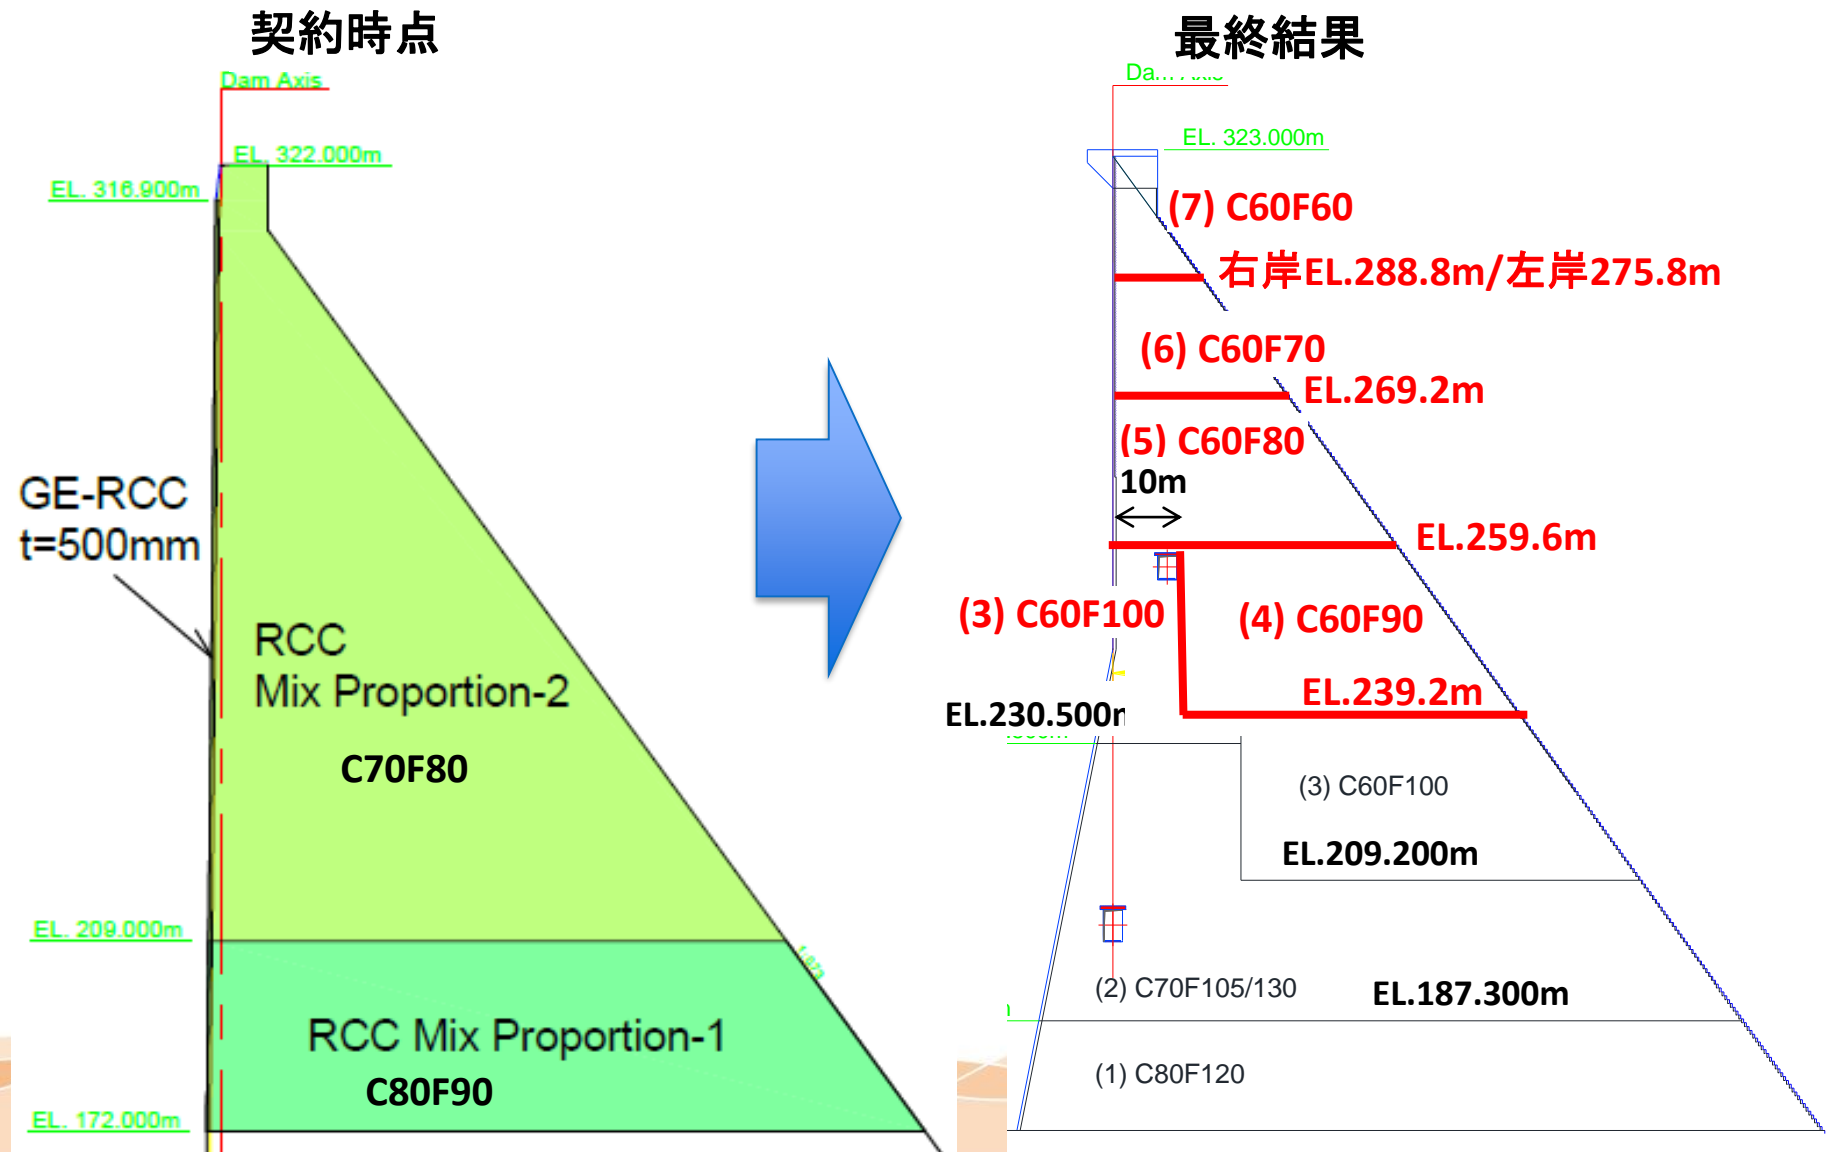 契約時点
Dam Axis
EL. 322.000m
EL. 316.900m
GE-RCC
t=500mm
RCC
Mix Proportion-2
C70F80
EL. 209.000m
RCC Mix Proportion-1
C80F90
EL. 172.000m
最終結果
EL. 323.000m
(7) C60F60
右岸EL.288.8m/左岸275.8m
(6) C60F70
EL.269.2m
(5) C60F80
10m
EL.259.6m
(3) C60F100
(4) C60F90
EL.239.2m
EL.230.500
(3) C60F100
EL.209.200m
(2) C70F105/130
EL.187.300m
(1) C80F120